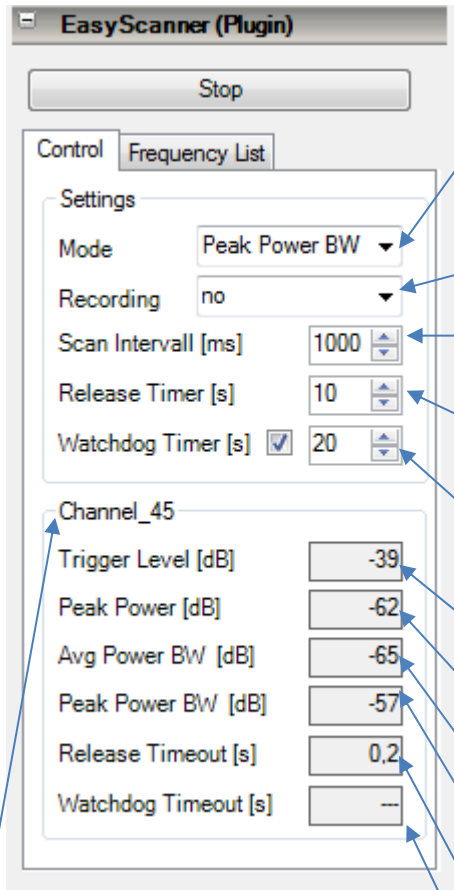 EasyScanner (Plugin)
Stop
Control Frequency List
Settings
Mode Peak Power BW
Recording no
Scan Intervall [ms] 1000
Release Timer [s] 10
Watchdog Timer [s] 20
Channel_45
Trigger Level [dB] -39
Peak Power [dB] -62
Avg Power BW [dB] -65
Peak Power BW [dB] -57
Release Timeout [s] 0,2
Watchdog Timeout [s] ---